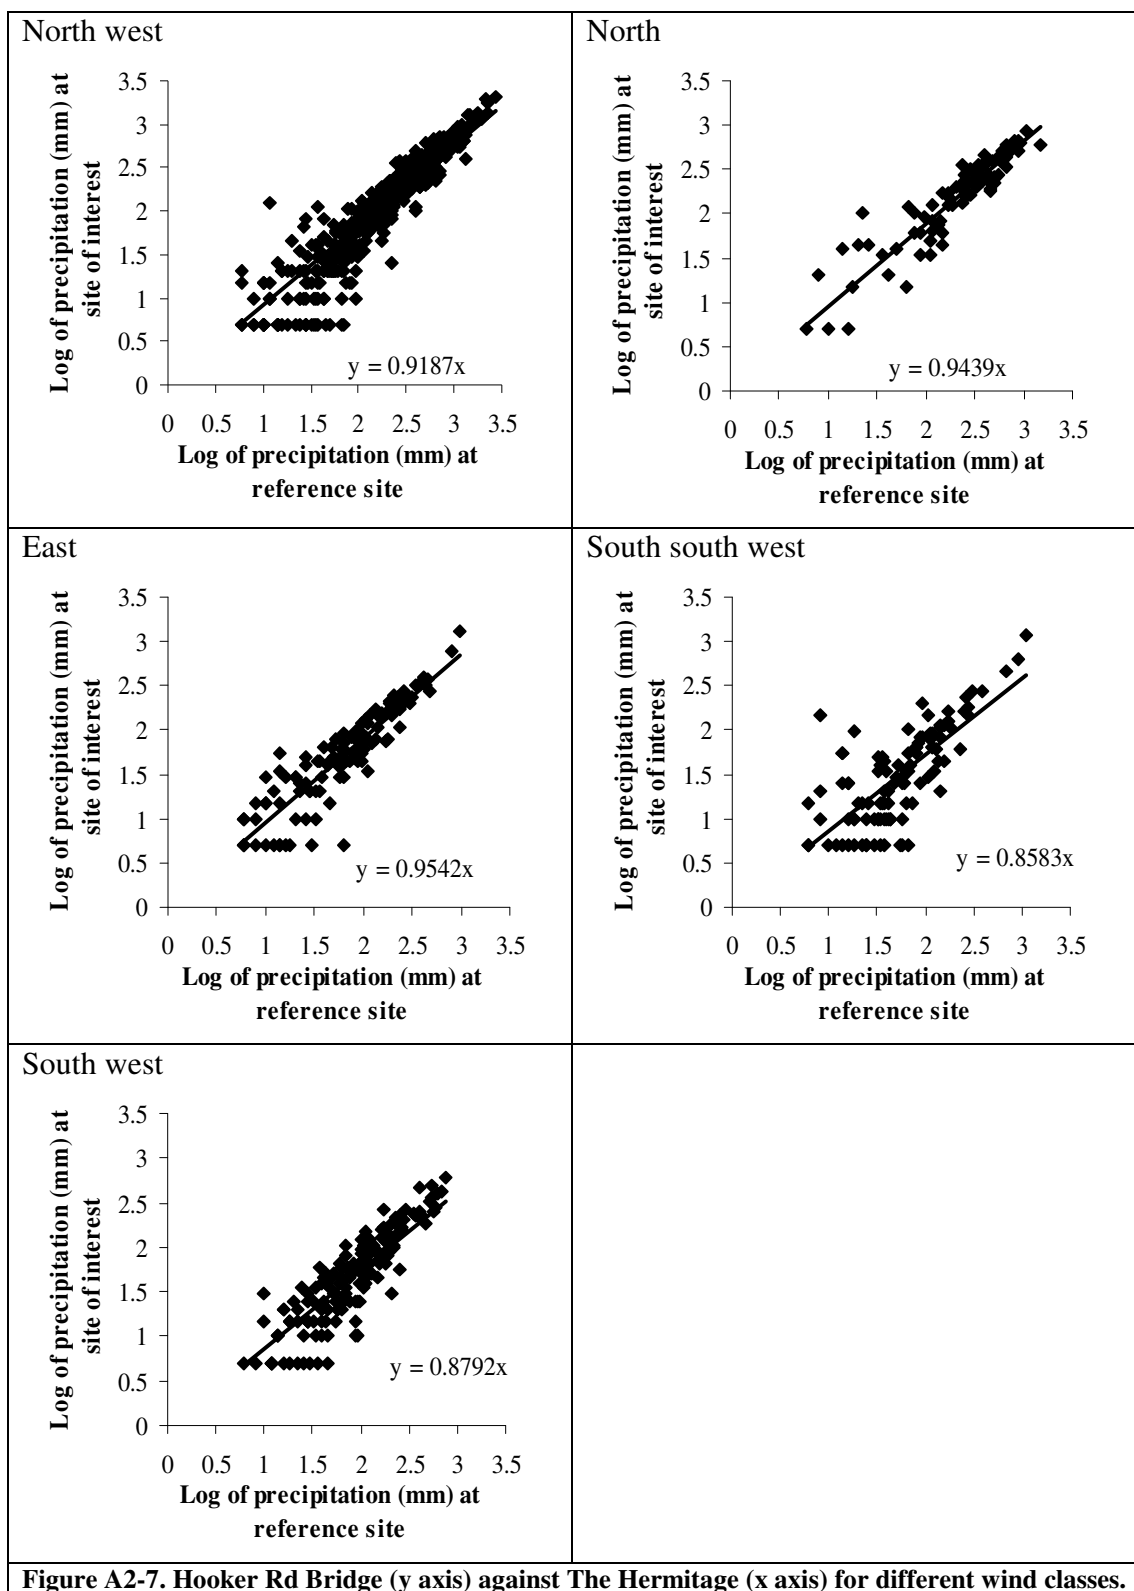 North west
Log of precipitation (mm) at
site of interest
3.5
3
2.5
2
1.5
1
0.5
0
y = 0.9187x
0 0.5 1 1.5 2 2.5 3 3.5
Log of precipitation (mm) at
reference site
North
Log of precipitation (mm) at
site of interest
3.5
3
2.5
2
1.5
1
0.5
0
y = 0.9439x
0 0.5 1 1.5 2 2.5 3 3.5
Log of precipitation (mm) at
reference site
East
Log of precipitation (mm) at
site of interest
3.5
3
2.5
2
1.5
1
0.5
0
y = 0.9542x
0 0.5 1 1.5 2 2.5 3 3.5
Log of precipitation (mm) at
reference site
South south west
Log of precipitation (mm) at
site of interest
3.5
3
2.5
2
1.5
1
0.5
0
y = 0.8583x
0 0.5 1 1.5 2 2.5 3 3.5
Log of precipitation (mm) at
reference site
South west
Log of precipitation (mm) at
site of interest
3.5
3
2.5
2
1.5
1
0.5
0
y = 0.8792x
0 0.5 1 1.5 2 2.5 3 3.5
Log of precipitation (mm) at
reference site
Figure A2-7. Hooker Rd Bridge (y axis) against The Hermitage (x axis) for different wind classes.